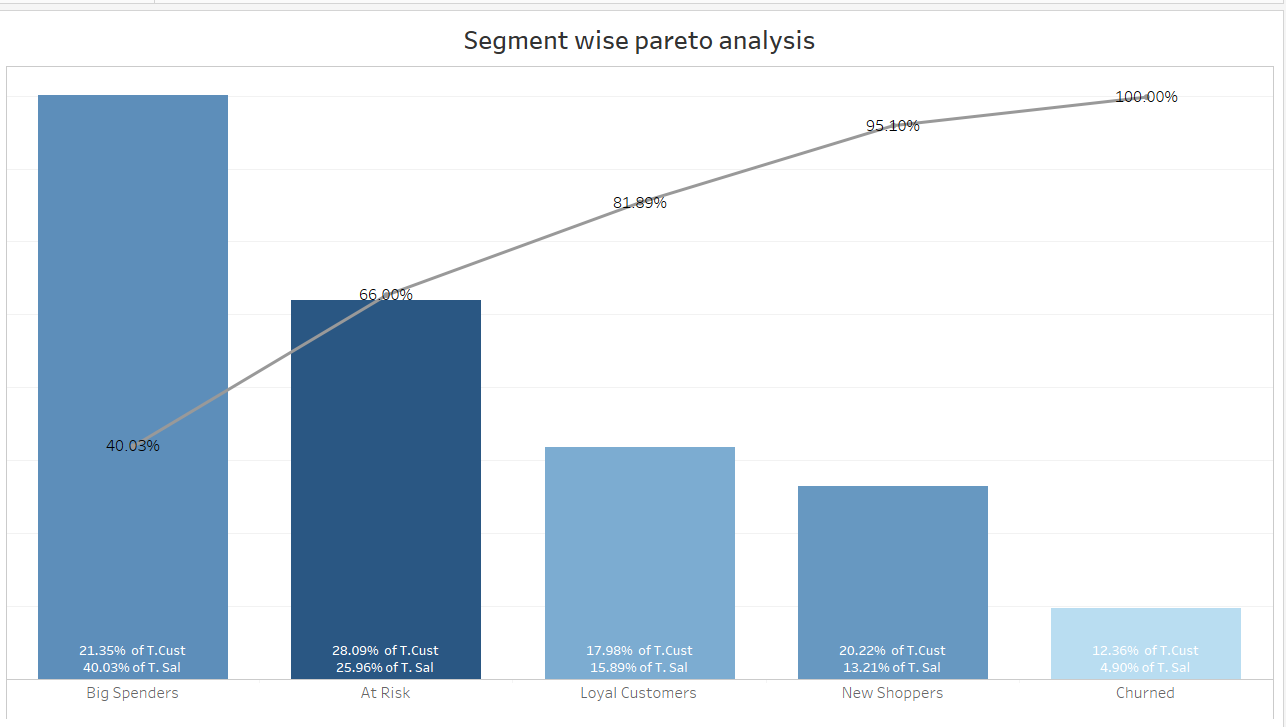 Segment wise pareto analysis
100.00%
95.10%
81.89%
66.00%
40.03%
21.35% of T.Cust
40.03% of T. Sal
28.09% of T.Cust
25.96% of T. Sal
17.98% of T.Cust
15.89% of T. Sal
20.22% of T.Cust
13.21% of T. Sal
12.36% of T.Cust
4.90% of T. Sal
Big Spenders
At Risk
Loyal Customers
New Shoppers
Churned